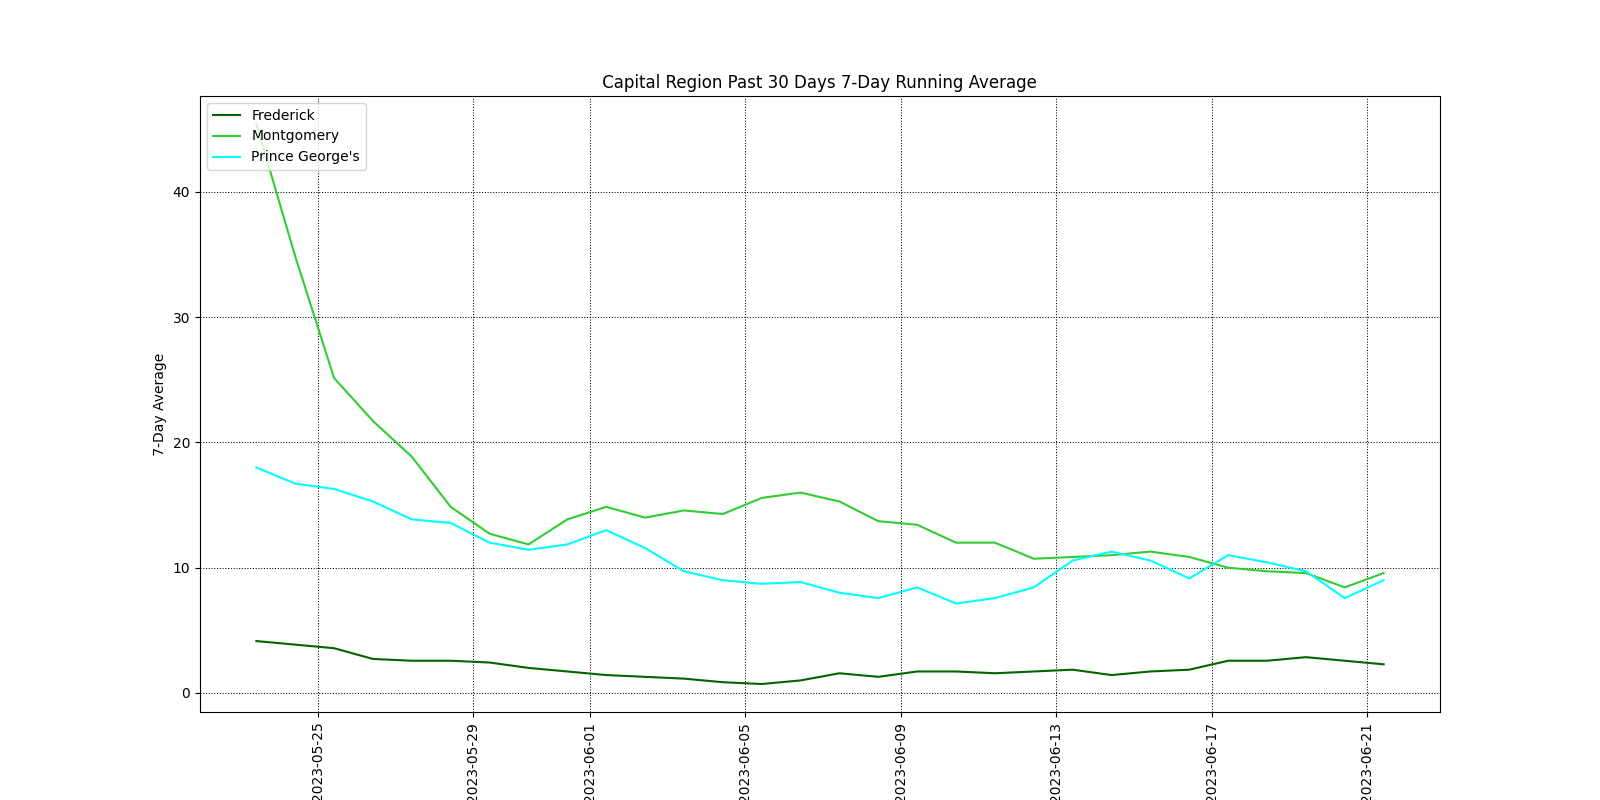 Capital Region Past 30 Days 7-Day Running Average
Frederick
Montgomery
Prince George's
7-Day Average
40
30
20
10
0
2023-05-25
2023-05-29
2023-06-01
2023-06-05
2023-06-09
2023-06-13
2023-06-17
2023-06-21